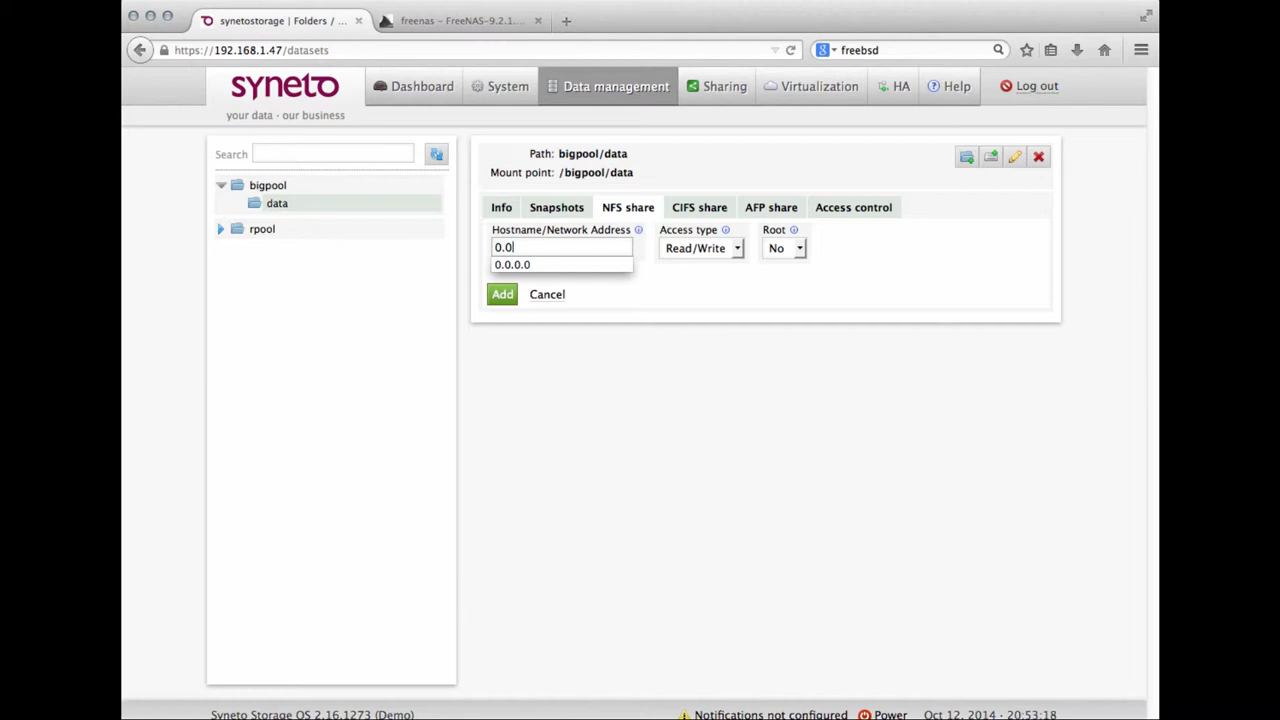 synetostorage | Folders / ...
freenas – FreeNAS-9.2.1....
https://192.168.1.47/datasets
freebsd
syneto
your data · our business
Dashboard
System
Data management
Sharing
Virtualization
HA
Help
Log out
Search
bigpool
data
rpool
Path: bigpool/data
Mount point: /bigpool/data
Info
Snapshots
NFS share
CIFS share
AFP share
Access control
Hostname/Network Address
Access type
Root
0.0
Read/Write
No
0.0.0.0
Add
Cancel
Syneto Storage OS 2.16.1273 (Demo)
Notifications not configured
Power
Oct 12, 2014 - 20:53:18